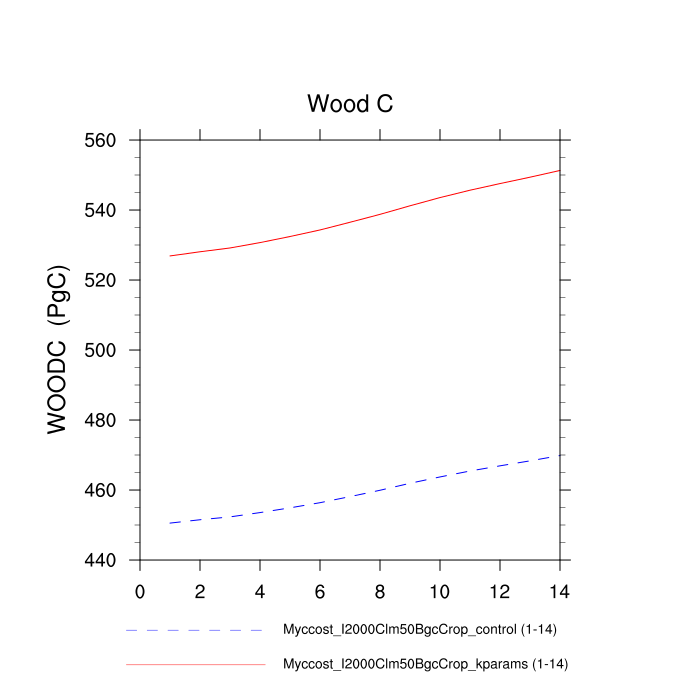 Wood C
560
540
520
500
480
460
440
WOODC (PgC)
0 2 4 6 8 10 12 14
Myccost_I2000Clm50BgcCrop_control (1-14)
Myccost_I2000Clm50BgcCrop_kparams (1-14)